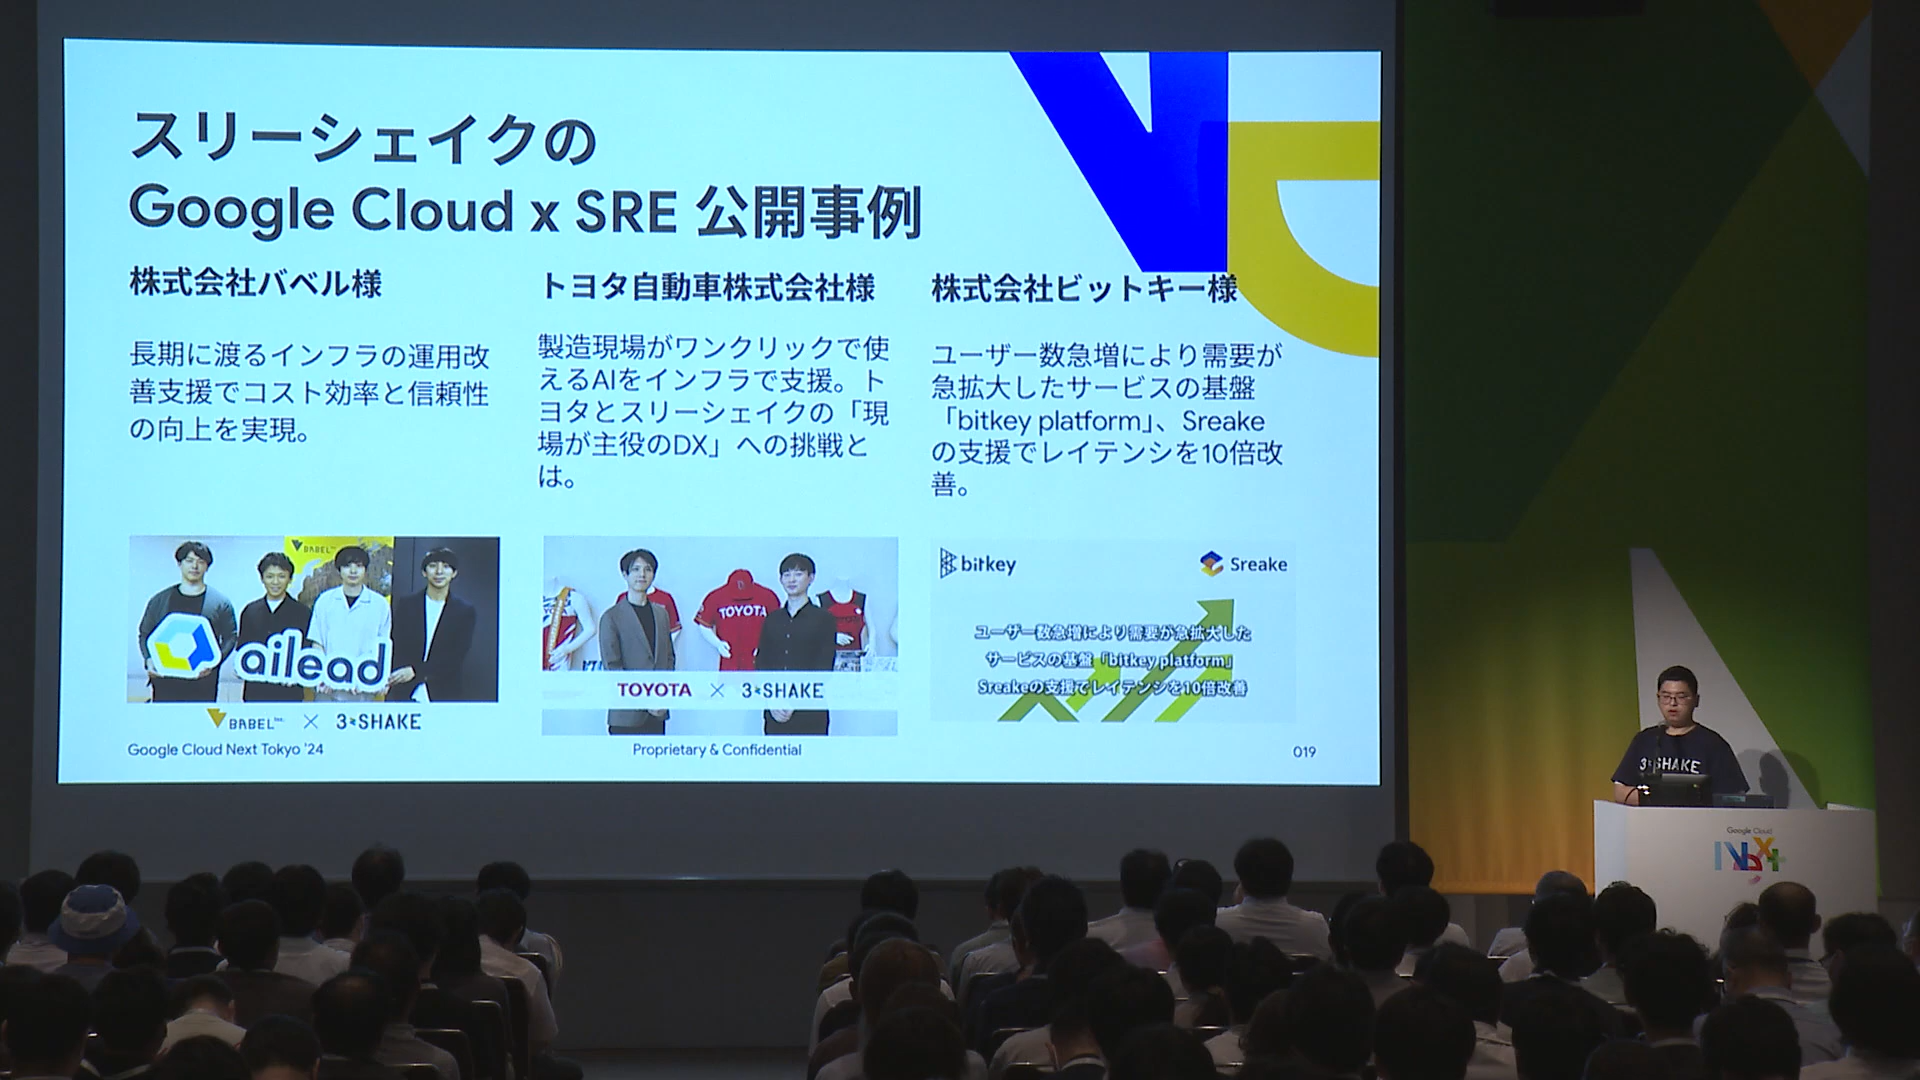 スリーシェイクの
Google Cloud x SRE 公開事例
株式会社バベル様
長期に渡るインフラの運用改
善支援でコスト効率と信頼性
の向上を実現。
BABEL
ailead
BABEL Inc. × 3-SHAKE
トヨタ自動車株式会社様
製造現場がワンクリックで使
えるAIをインフラで支援。ト
ヨタとスリーシェイクの「現
場が主役のDX」への挑戦と
は。
TOYOTA
TOYOTA × 3-SHAKE
株式会社ビットキー様
ユーザー数急増により需要が
急拡大したサービスの基盤
「bitkey platform」、Sreake
の支援でレイテンシを10倍改
善。
bitkey
Sreake
ユーザー数急増により需要が急拡大した
サービスの基盤「bitkey platform」
Sreakeの支援でレイテンシを10倍改善
Google Cloud Next Tokyo '24
Proprietary & Confidential
019
3-SHAKE
Google Cloud
Next